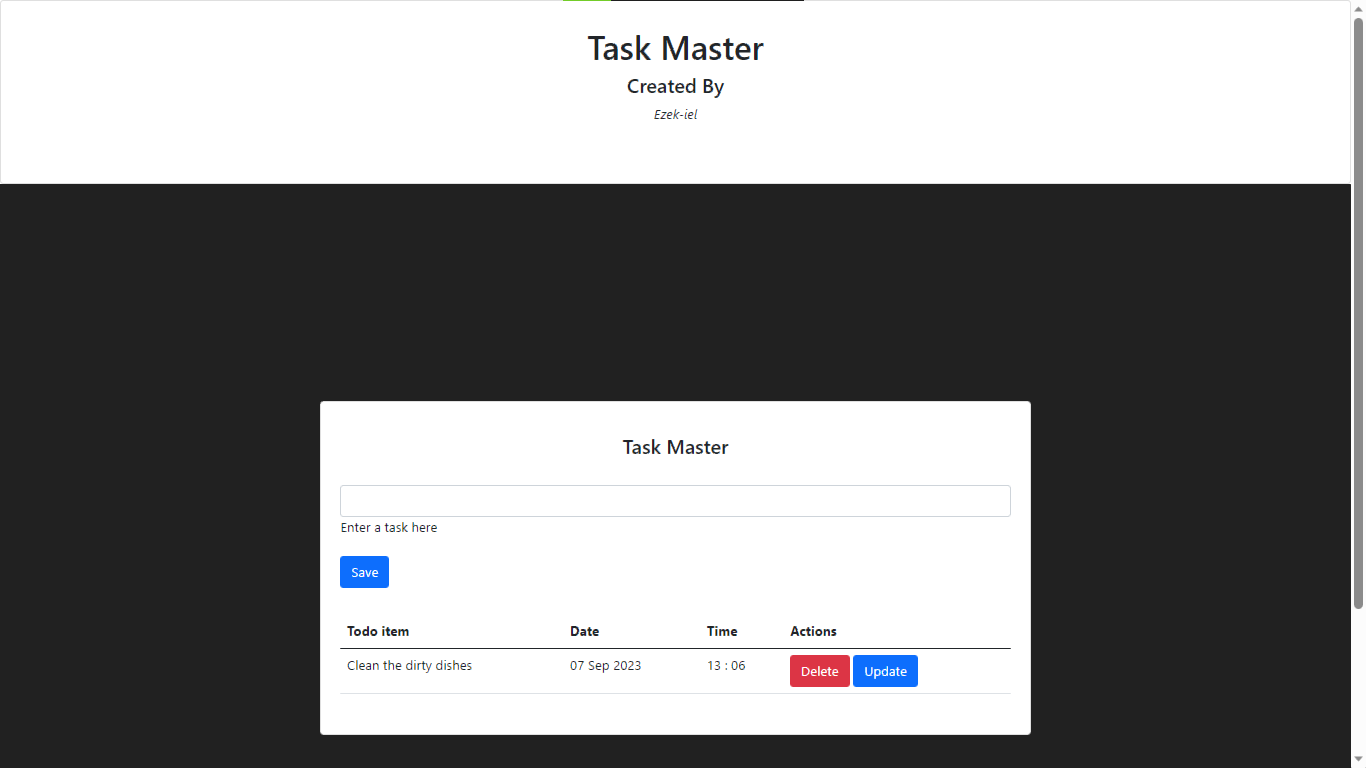 Task Master
Created By
Ezek-iel
Task Master
Enter a task here
Save
Todo item Date Time Actions
Clean the dirty dishes 07 Sep 2023 13 : 06 Delete Update